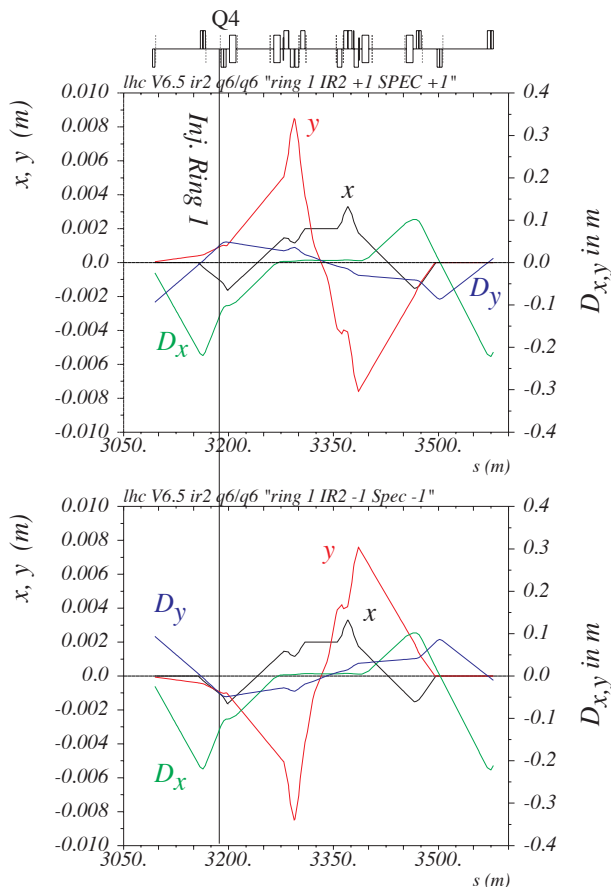 Q4
lhc V6.5 ir2 q6/q6 "ring 1 IR2 +1 SPEC +1"
0.010
0.008
0.006
0.004
0.002
0.0
-0.002
-0.004
-0.006
-0.008
-0.010
x, y (m)
Inj. Ring 1
y
x
Dx
Dy
0.4
0.3
0.2
0.1
0.0
-0.1
-0.2
-0.3
-0.4
Dx,y in m
3050. 3200. 3350. 3500.
s (m)
lhc V6.5 ir2 q6/q6 "ring 1 IR2 -1 Spec -1"
0.010
0.008
0.006
0.004
0.002
0.0
-0.002
-0.004
-0.006
-0.008
-0.010
x, y (m)
y
Dy
x
Dx
0.4
0.3
0.2
0.1
0.0
-0.1
-0.2
-0.3
-0.4
Dx,y in m
3050. 3200. 3350. 3500.
s (m)